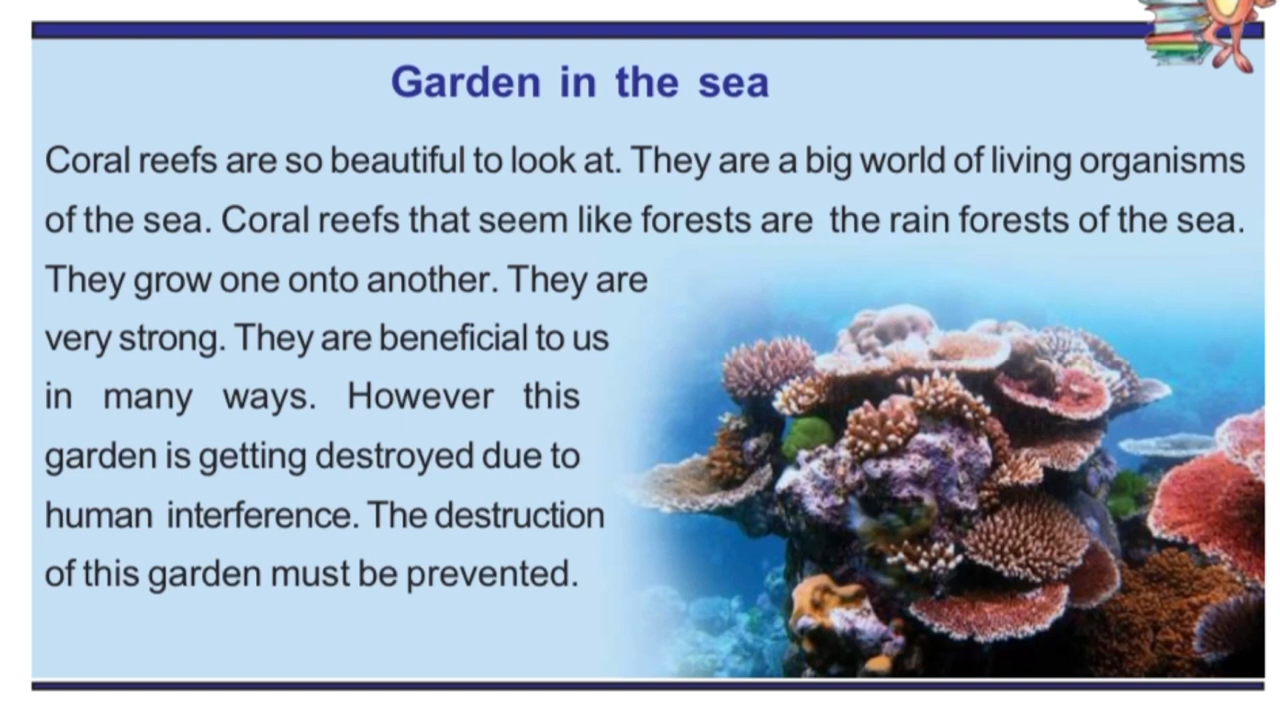 Garden in the sea
Coral reefs are so beautiful to look at. They are a big world of living organisms
of the sea. Coral reefs that seem like forests are the rain forests of the sea.
They grow one onto another. They are
very strong. They are beneficial to us
in many ways. However this
garden is getting destroyed due to
human interference. The destruction
of this garden must be prevented.